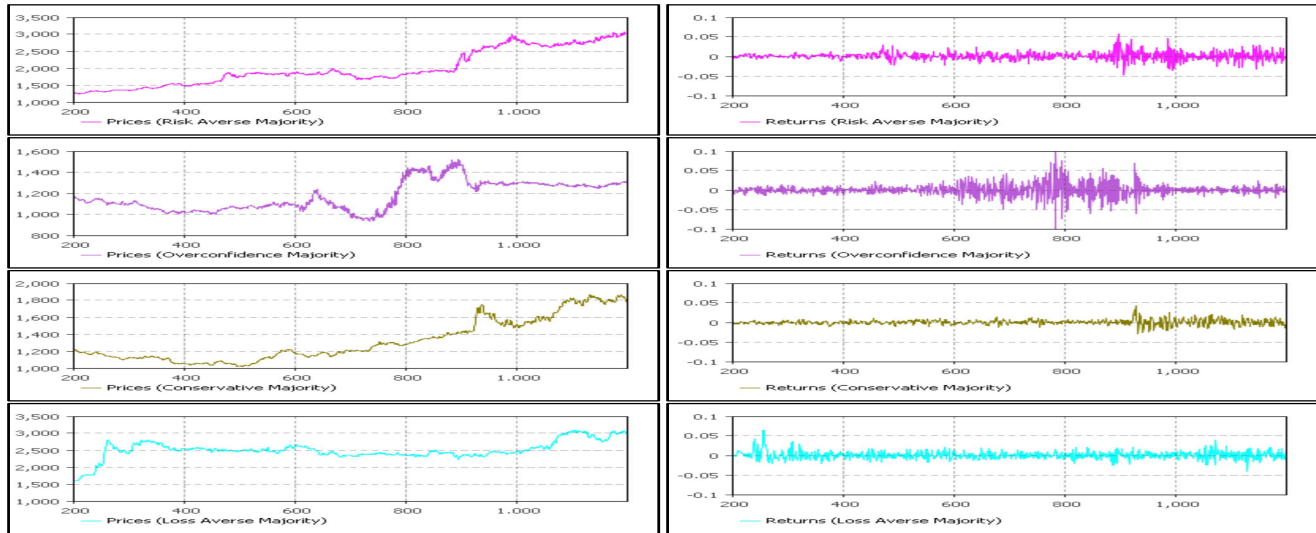 3,500
3,000
2,500
2,000
1,500
1,000
200 400 600 800 1.000
Prices (Risk Averse Majority)
0.1
0.05
0
-0.05
-0.1
200 400 600 800 1,000
Returns (Risk Averse Majority)
1,600
1,400
1,200
1,000
800
200 400 600 800 1.000
Prices (Overconfidence Majority)
0.1
0.05
0
-0.05
-0.1
200 400 600 800 1,000
Returns (Overconfidence Majority)
2,000
1,800
1,600
1,400
1,200
1,000
200 400 600 800 1.000
Prices (Conservative Majority)
0.1
0.05
0
-0.05
-0.1
200 400 600 800 1,000
Returns (Conservative Majority)
3,500
3,000
2,500
2,000
1,500
1,000
200 400 600 800 1.000
Prices (Loss Averse Majority)
0.1
0.05
0
-0.05
-0.1
200 400 600 800 1,000
Returns (Loss Averse Majority)